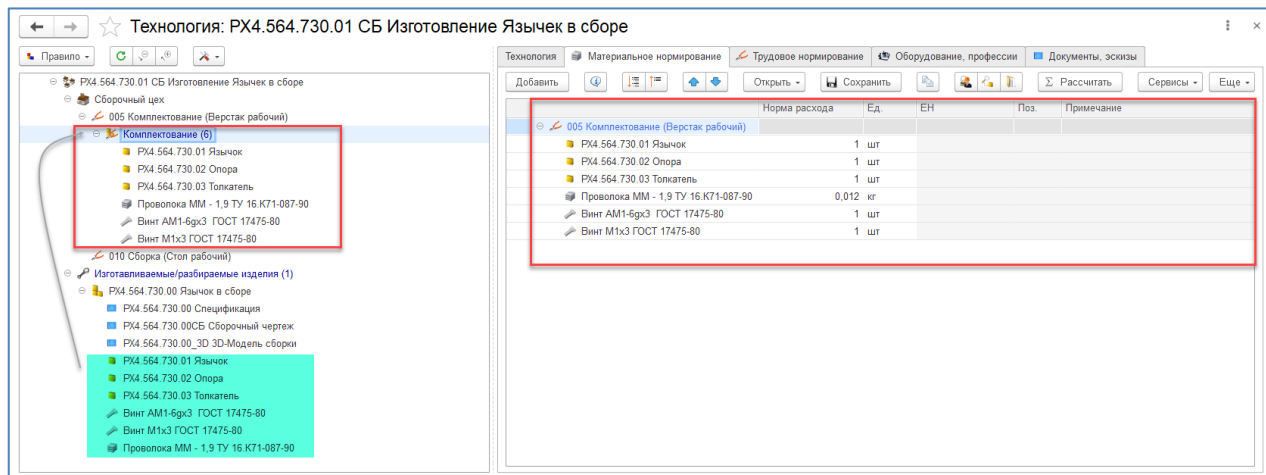 Технология: РХ4.564.730.01 СБ Изготовление Язычек в сборе
Правило
Технология
Материальное нормирование
Трудовое нормирование
Оборудование, профессии
Документы, эскизы
Добавить
Открыть
Сохранить
Рассчитать
Сервисы
Еще
РХ4.564.730.01 СБ Изготовление Язычек в сборе
Сборочный цех
005 Комплектование (Верстак рабочий)
Комплектование (6)
РХ4.564.730.01 Язычок
РХ4.564.730.02 Опора
РХ4.564.730.03 Толкатель
Проволока ММ - 1,9 ТУ 16.К71-087-90
Винт АМ1-6gх3 ГОСТ 17475-80
Винт М1х3 ГОСТ 17475-80
010 Сборка (Стол рабочий)
Изготавливаемые/разбираемые изделия (1)
РХ4.564.730.00 Язычок в сборе
РХ4.564.730.00 Спецификация
РХ4.564.730.00СБ Сборочный чертеж
РХ4.564.730.00_3D 3D-Модель сборки
РХ4.564.730.01 Язычок
РХ4.564.730.02 Опора
РХ4.564.730.03 Толкатель
Винт АМ1-6gх3 ГОСТ 17475-80
Винт М1х3 ГОСТ 17475-80
Проволока ММ - 1,9 ТУ 16.К71-087-90
Норма расхода Ед. ЕН Поз. Примечание
005 Комплектование (Верстак рабочий)
РХ4.564.730.01 Язычок 1 шт
РХ4.564.730.02 Опора 1 шт
РХ4.564.730.03 Толкатель 1 шт
Проволока ММ - 1,9 ТУ 16.К71-087-90 0,012 кг
Винт АМ1-6gх3 ГОСТ 17475-80 1 шт
Винт М1х3 ГОСТ 17475-80 1 шт